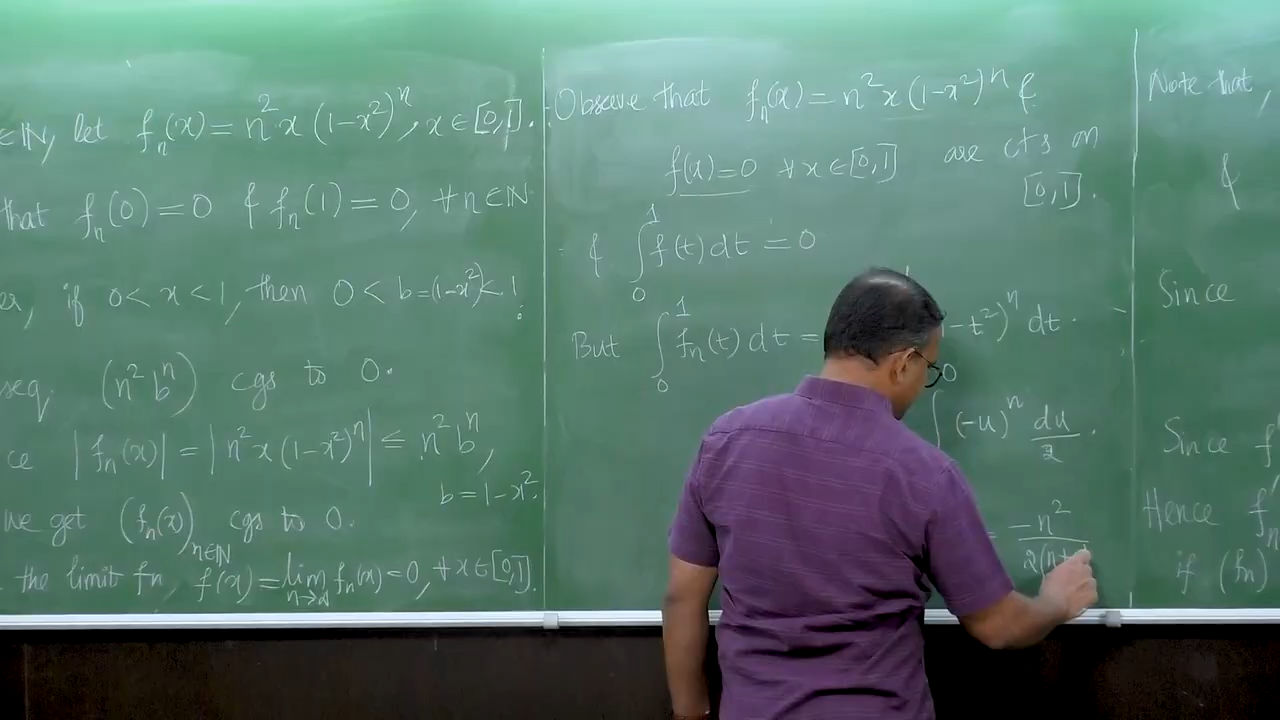 ∈ℕ, let fₙ(x) = n²x(1-x²)ⁿ, x∈[0,1].
that fₙ(0) = 0 & fₙ(1) = 0, ∀n∈ℕ
if 0 < x < 1, then 0 < b = (1-x²) < 1.
seq. (n²bⁿ) cgs to 0.
|fₙ(x)| = |n²x(1-x²)ⁿ| ≤ n²bⁿ,
b = 1-x².
we get (fₙ(x))ₙ∈ℕ cgs to 0.
the limit fn, f(x) = lim n→∞ fₙ(x) = 0, ∀x∈[0,1].
Observe that fₙ(x) = n²x(1-x²)ⁿ &
f(x) = 0 ∀x∈[0,1] are cts on
[0,1].
& ∫₀¹ f(t)dt = 0
But ∫₀¹ fₙ(t)dt = -t²)ⁿ dt.
∫(-u)ⁿ du/2.
-n²/2(n+
Note that,
&
Since
Since f
Hence fₙ
if (fₙ)